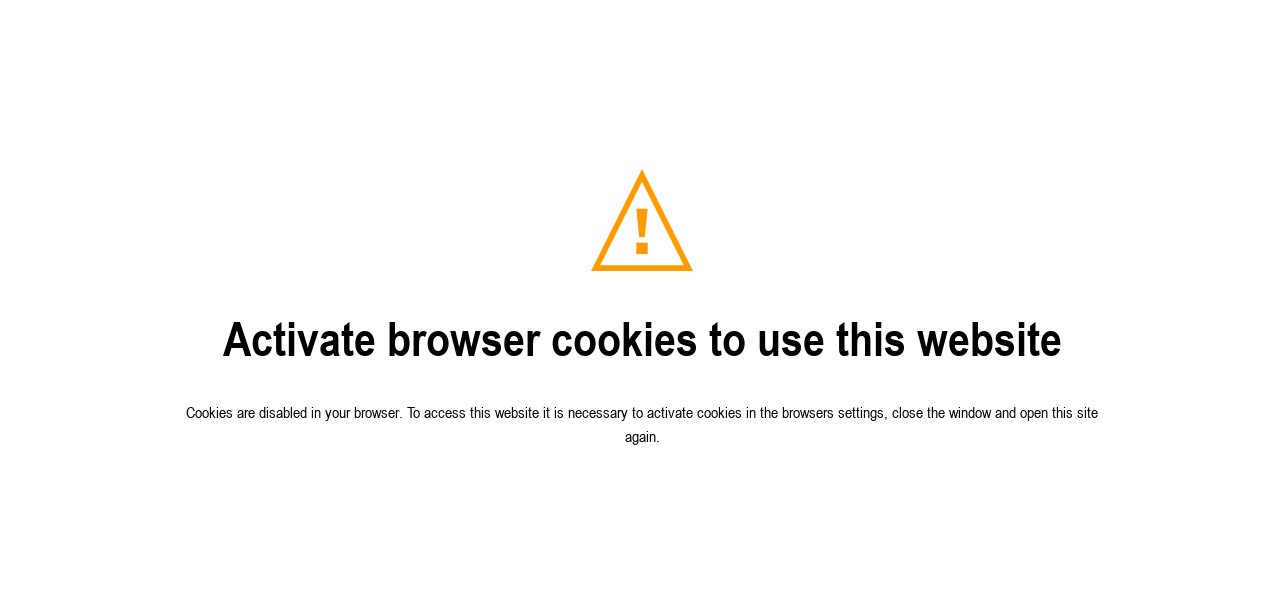 !
Activate browser cookies to use this website
Cookies are disabled in your browser. To access this website it is necessary to activate cookies in the browsers settings, close the window and open this site
again.